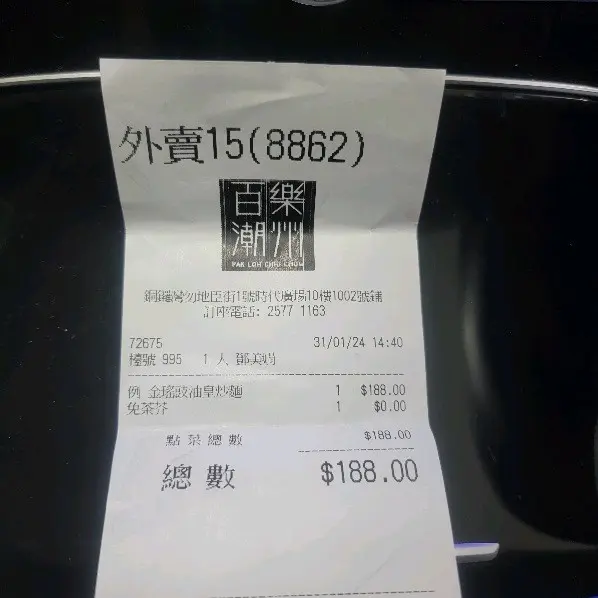 外賣15(8862)
百樂
潮州
PAK LOH CHIU CHOW
銅鑼灣勿地臣街1號時代廣場10樓1002號鋪
訂座電話: 2577 1163
72675 31/01/24 14:40
檯號 995 1 人 鄧美娟
例 金瑤豉油皇炒麵 1 $188.00
免茶芥 1 $0.00
點菜總數 $188.00
總數 $188.00